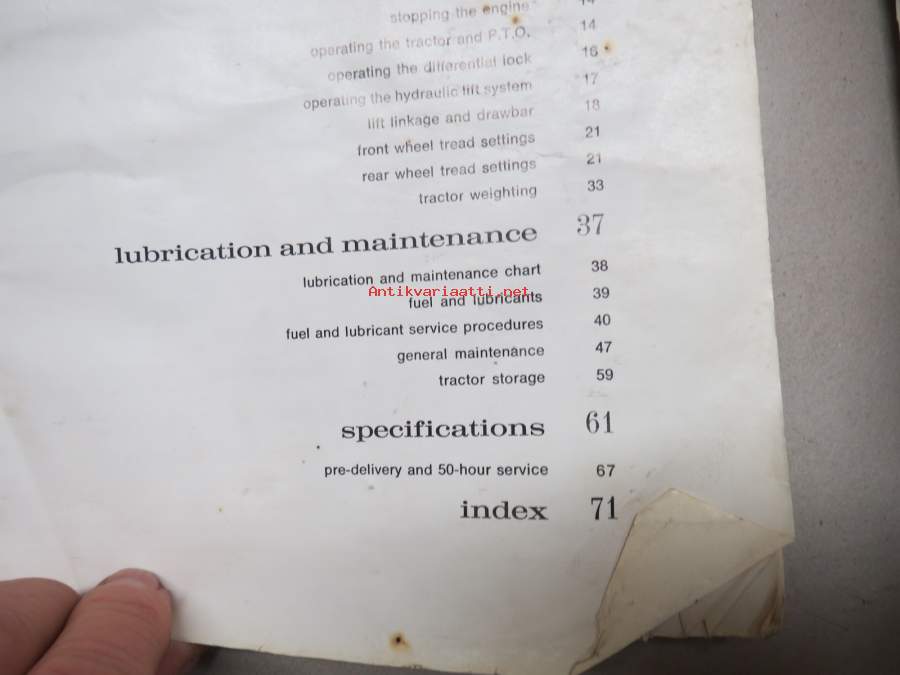 stopping the engine 14
operating the tractor and P.T.O. 14
operating the differential lock 16
operating the hydraulic lift system 17
lift linkage and drawbar 18
front wheel tread settings 21
rear wheel tread settings 21
tractor weighting 33
lubrication and maintenance 37
lubrication and maintenance chart 38
Antikvariaatti.net
fuel and lubricants 39
fuel and lubricant service procedures 40
general maintenance 47
tractor storage 59
specifications 61
pre-delivery and 50-hour service 67
index 71